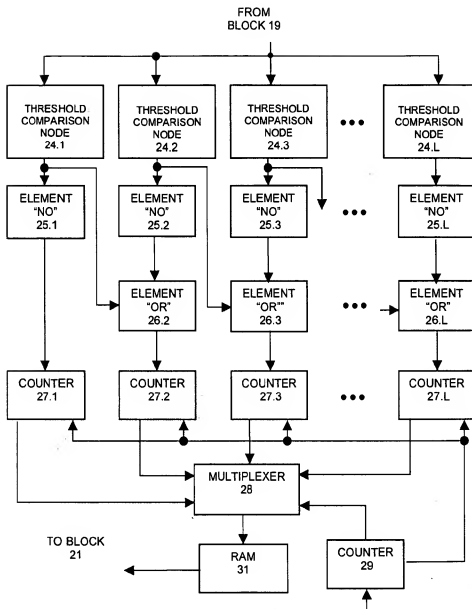 FROM
BLOCK 19
THRESHOLD
COMPARISON
NODE
24.1
THRESHOLD
COMPARISON
NODE
24.2
THRESHOLD
COMPARISON
NODE
24.3
THRESHOLD
COMPARISON
NODE
24.L
ELEMENT
"NO"
25.1
ELEMENT
"NO"
25.2
ELEMENT
"NO"
25.3
ELEMENT
"NO"
25.L
ELEMENT
"OR"
26.2
ELEMENT
"OR""
26.3
ELEMENT
"OR"
26.L
COUNTER
27.1
COUNTER
27.2
COUNTER
27.3
COUNTER
27.L
MULTIPLEXER
28
TO BLOCK
21
RAM
31
COUNTER
29